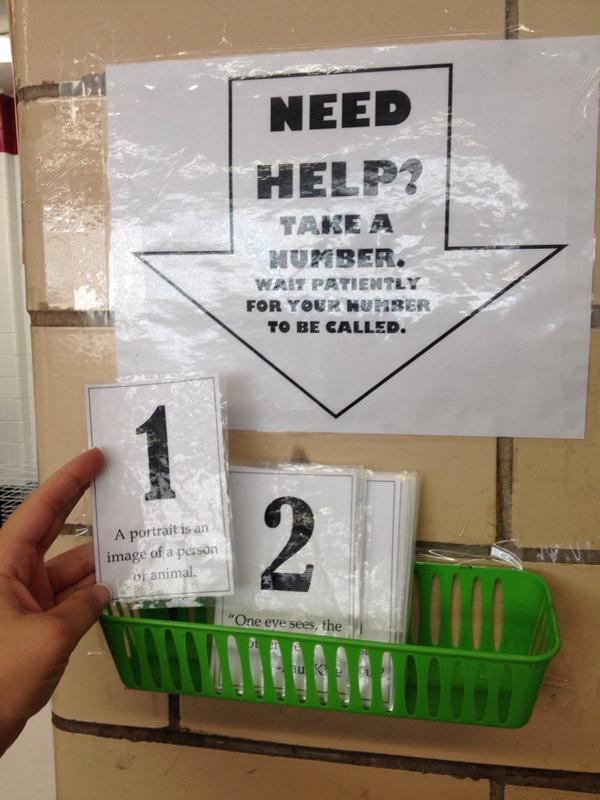 NEED
HELP?
TAKE A
NUMBER.
WAIT PATIENTLY
FOR YOUR NUMBER
TO BE CALLED.
1
A portrait is an
image of a person
or animal.
2
"One eye sees, the